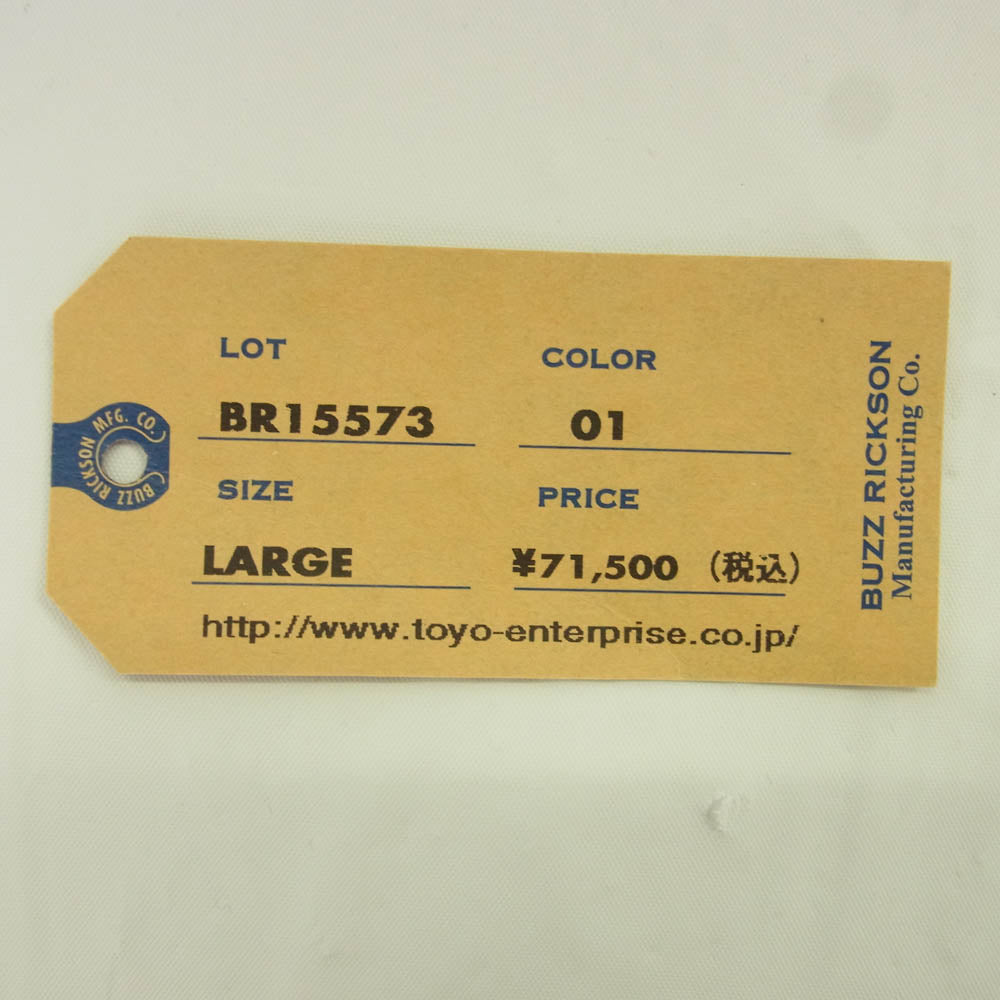 LOT
BR15573
COLOR
01
SIZE
LARGE
PRICE
¥71,500 (税込)
http://www.toyo-enterprise.co.jp/
BUZZ RICKSON
Manufacturing Co.
BUZZ RICKSON MFG. CO.